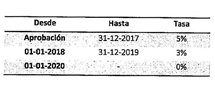 Desde Hasta Tasa
Aprobación 31-12-2017 5%
01-01-2018 31-12-2019 3%
01-01-2020 - 0%